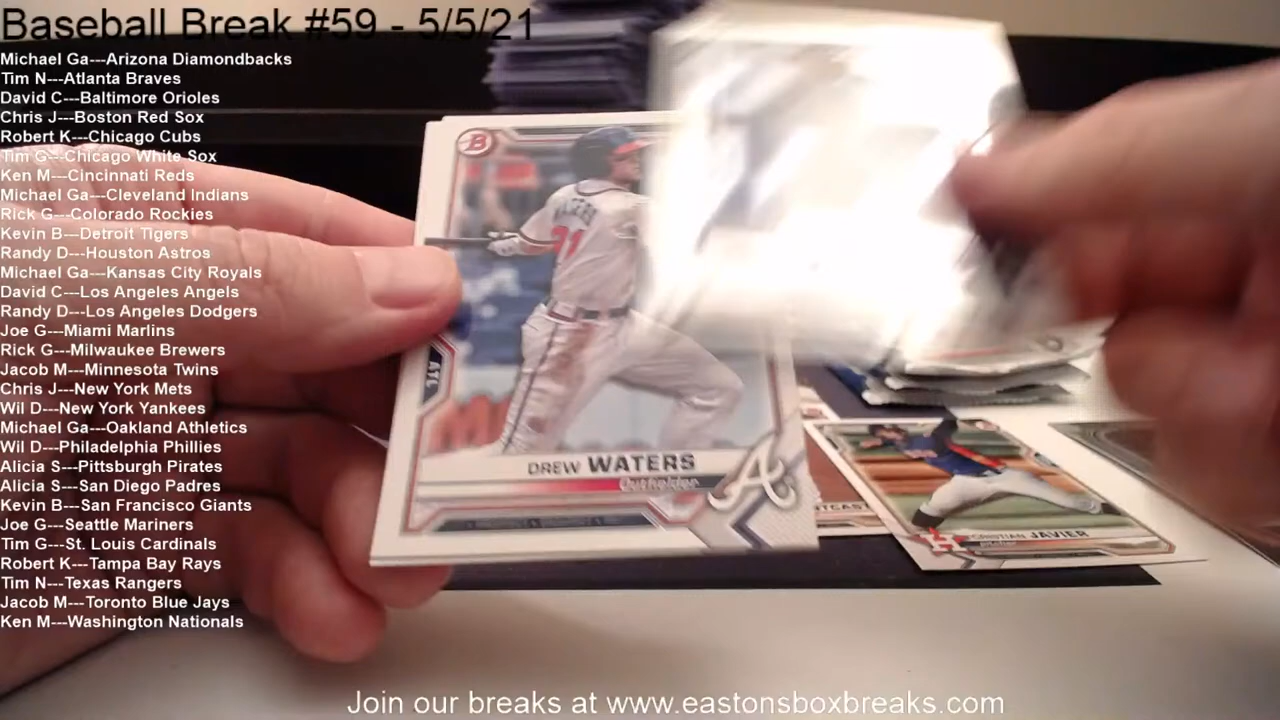 Baseball Break #59 - 5/5/21
Michael Ga---Arizona Diamondbacks
Tim N---Atlanta Braves
David C---Baltimore Orioles
Chris J---Boston Red Sox
Robert K---Chicago Cubs
Tim G---Chicago White Sox
Ken M---Cincinnati Reds
Michael Ga---Cleveland Indians
Rick G---Colorado Rockies
Kevin B---Detroit Tigers
Randy D---Houston Astros
Michael Ga---Kansas City Royals
David C---Los Angeles Angels
Randy D---Los Angeles Dodgers
Joe G---Miami Marlins
Rick G---Milwaukee Brewers
Jacob M---Minnesota Twins
Chris J---New York Mets
Wil D---New York Yankees
Michael Ga---Oakland Athletics
Wil D---Philadelphia Phillies
Alicia S---Pittsburgh Pirates
Alicia S---San Diego Padres
Kevin B---San Francisco Giants
Joe G---Seattle Mariners
Tim G---St. Louis Cardinals
Robert K---Tampa Bay Rays
Tim N---Texas Rangers
Jacob M---Toronto Blue Jays
Ken M---Washington Nationals
B
WATERS
ATL
DREW WATERS
Outfielder
A
CRISTIAN JAVIER
Join our breaks at www.eastonsboxbreaks.com